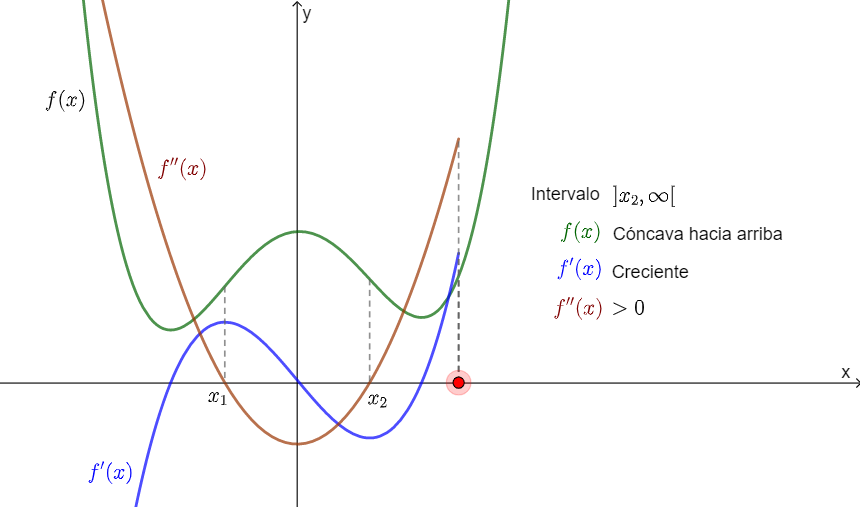 y
f(x)
f''(x)
Intervalo ]x₂, ∞[
f(x) Cóncava hacia arriba
f'(x) Creciente
f''(x) > 0
x
x₁
x₂
f'(x)